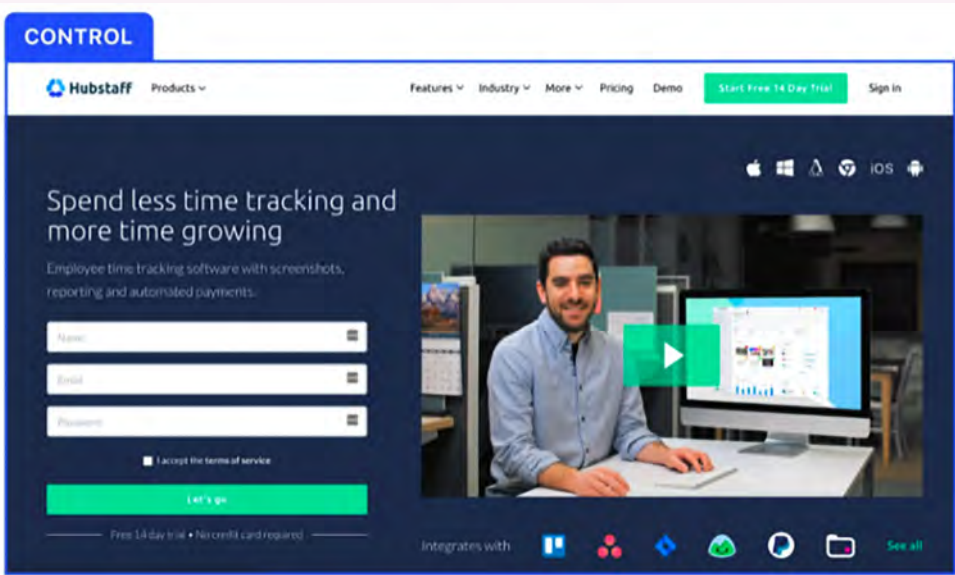 CONTROL
Hubstaff Products Features Industry More Pricing Demo Start Free 14 Day Trial Sign in
iOS
Spend less time tracking and
more time growing
Employee time tracking software with screenshots,
reporting and automated payments.
Name
Email
Password
I accept the terms of service
Let's go
Free 14 day trial • No credit card required
Integrates with See all